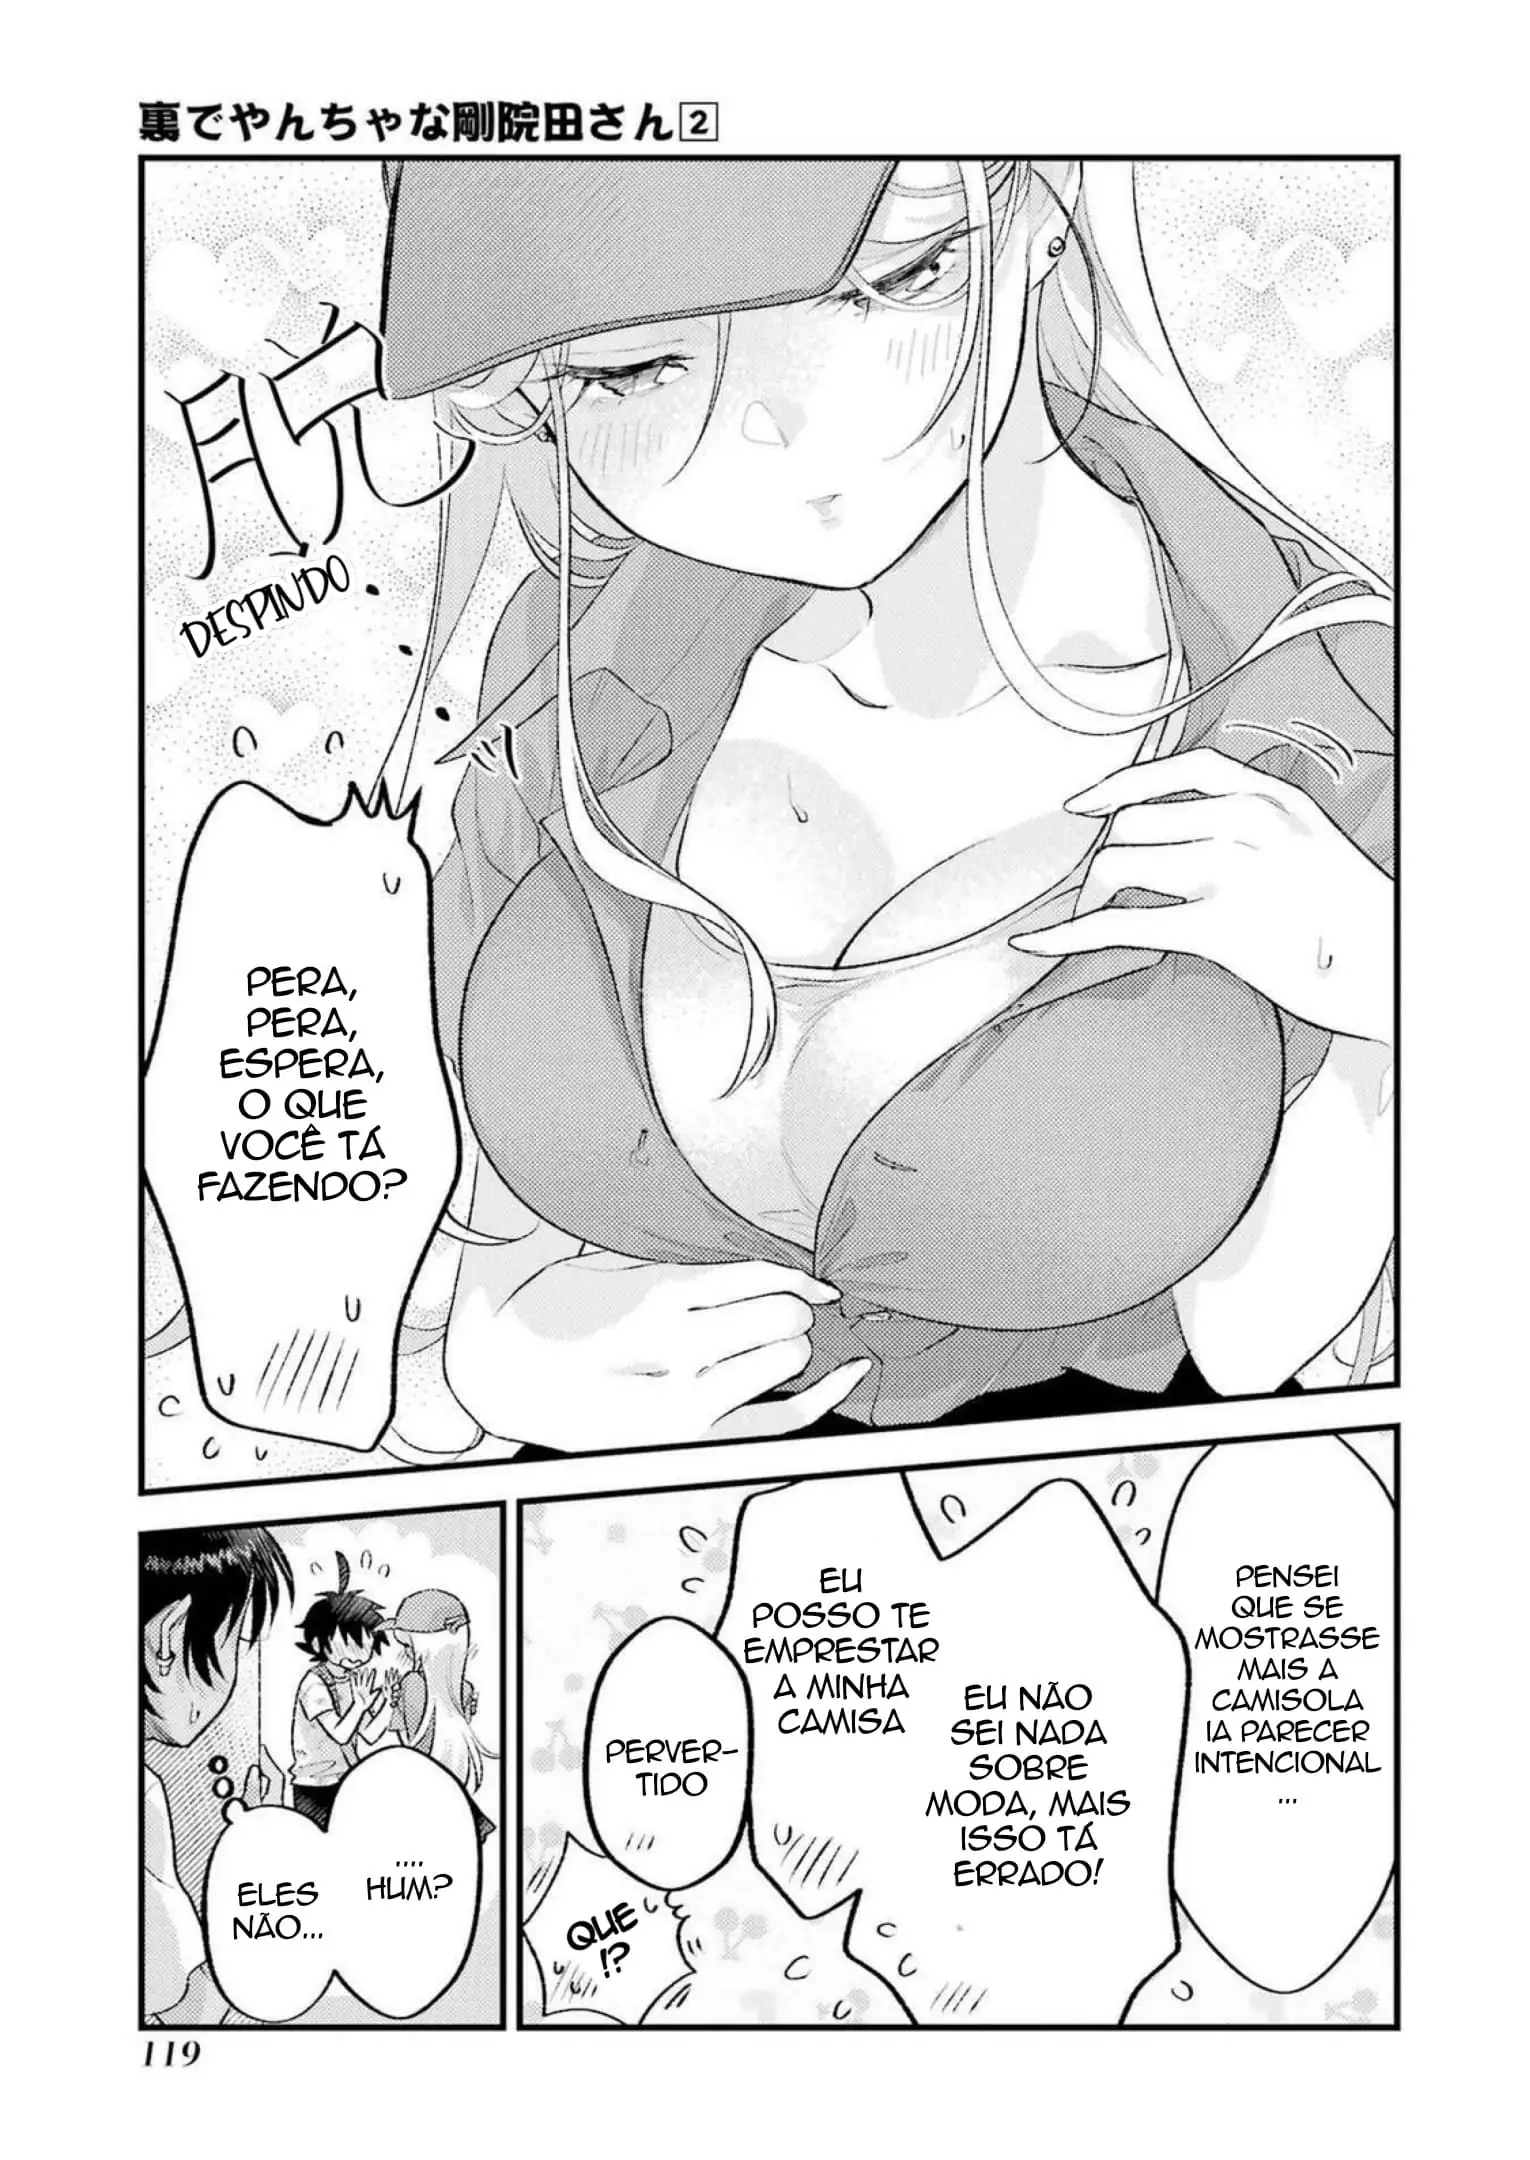 裏でやんちゃな剛院田さん2
脱
DESPINDO
PERA,
PERA,
ESPERA,
O QUE
VOCÊ TÁ
FAZENDO?
PENSEI
QUE SE
MOSTRASSE
MAIS A
CAMISOLA
IA PARECER
INTENCIONAL
...
EU NÃO
SEI NADA
SOBRE
MODA, MAIS
ISSO TÁ
ERRADO!
EU
POSSO TE
EMPRESTAR
A MINHA
CAMISA
PERVER-
TIDO
QUE
!?
....
HUM?
ELES
NÃO...
119